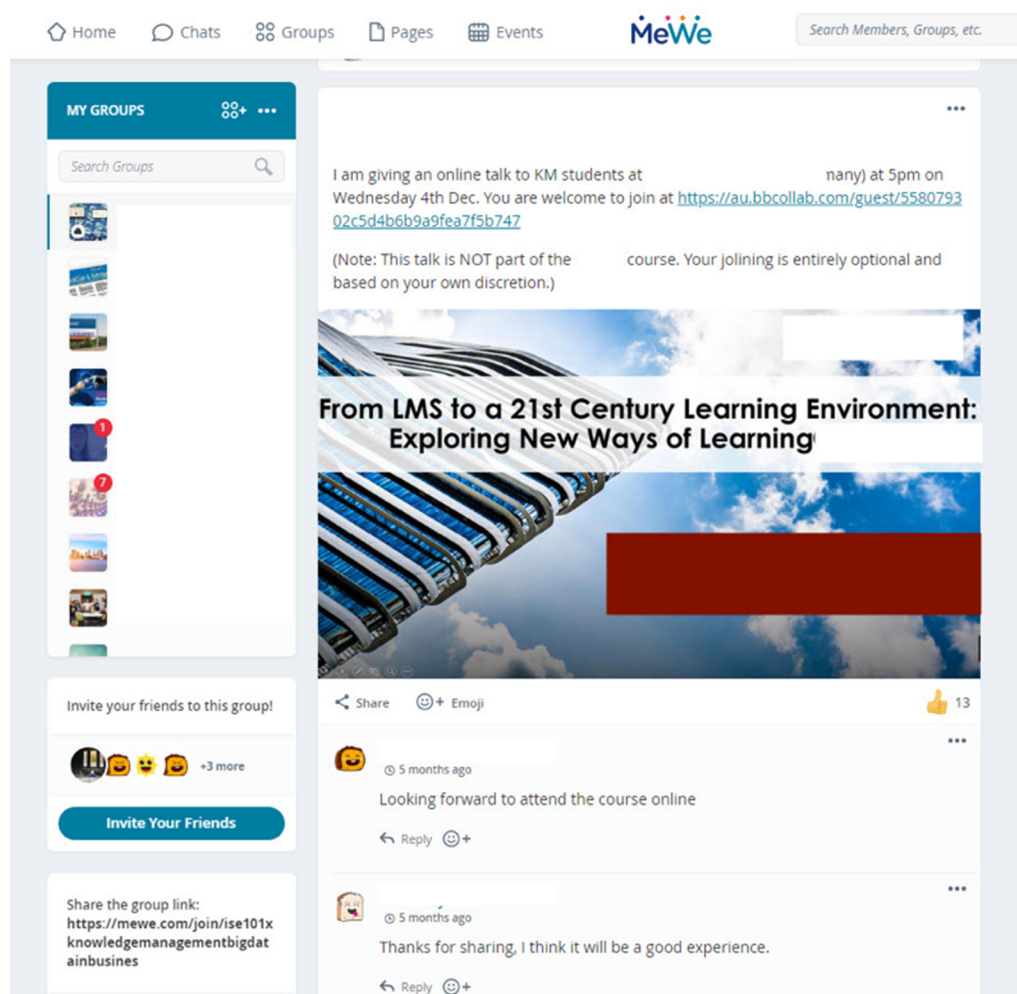 Home
Chats
Groups
Pages
Events
MeWe
Search Members, Groups, etc.
MY GROUPS
Search Groups
1
7
Invite your friends to this group!
+3 more
Invite Your Friends
Share the group link:
https://mewe.com/join/ise101x
knowledgemanagementbigdat
ainbusines
I am giving an online talk to KM students at nany) at 5pm on
Wednesday 4th Dec. You are welcome to join at https://au.bbcollab.com/guest/5580793
02c5d4b6b9a9fea7f5b747
(Note: This talk is NOT part of the course. Your jolining is entirely optional and
based on your own discretion.)
From LMS to a 21st Century Learning Environment:
Exploring New Ways of Learning
Share
Emoji
13
5 months ago
Looking forward to attend the course online
Reply
5 months ago
Thanks for sharing, I think it will be a good experience.
Reply